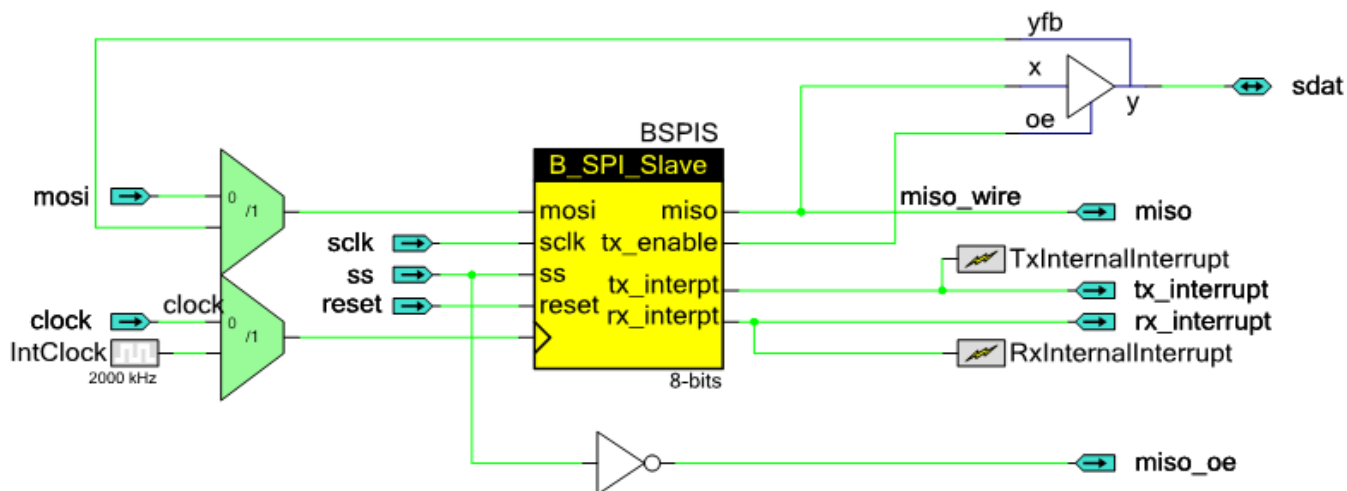 yfb
x
sdat
y
oe
BSPIS
B_SPI_Slave
mosi
0
/1
mosi
miso
miso_wire
miso
sclk
sclk
tx_enable
ss
ss
TxInternalInterrupt
tx_interpt
tx_interrupt
reset
reset
rx_interpt
rx_interrupt
clock
clock
0
/1
IntClock
2000 kHz
RxInternalInterrupt
8-bits
miso_oe